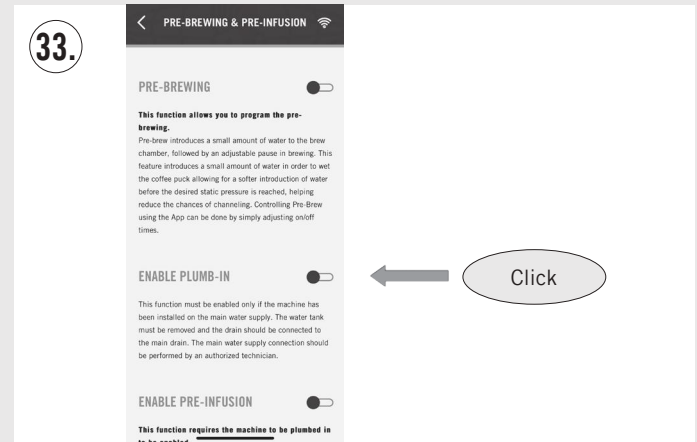 33.
PRE-BREWING & PRE-INFUSION
PRE-BREWING
This function allows you to program the pre-
brewing.
Pre-brew introduces a small amount of water to the brew
chamber, followed by an adjustable pause in brewing. This
feature introduces a small amount of water in order to wet
the coffee puck allowing for a softer introduction of water
before the desired static pressure is reached, helping
reduce the chances of channeling. Controlling Pre-Brew
using the App can be done by simply adjusting on/off
times.
ENABLE PLUMB-IN
Click
This function must be enabled only if the machine has
been installed on the main water supply. The water tank
must be removed and the drain should be connected to
the main drain. The main water supply connection should
be performed by an authorized technician.
ENABLE PRE-INFUSION
This function requires the machine to be plumbed in
to be enabled